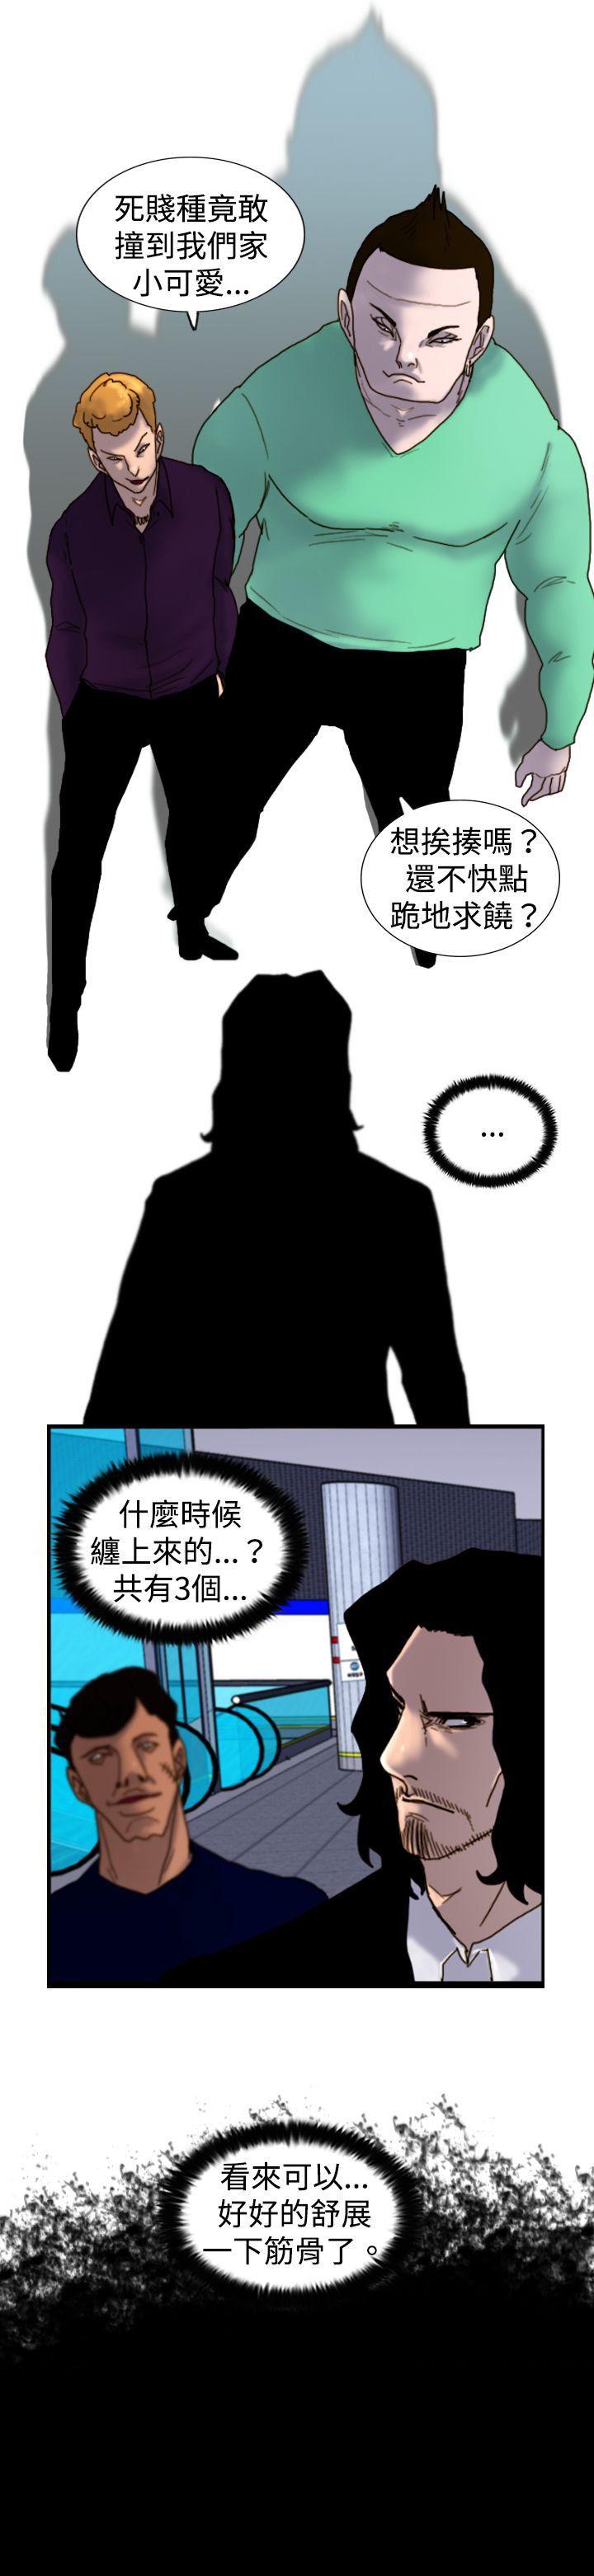 死賤種竟敢
撞到我們家
小可愛...
想挨揍嗎？
還不快點
跪地求饒？
...
什麼時候
纏上來的...？
共有3個...
看來可以...
好好的舒展
一下筋骨了。